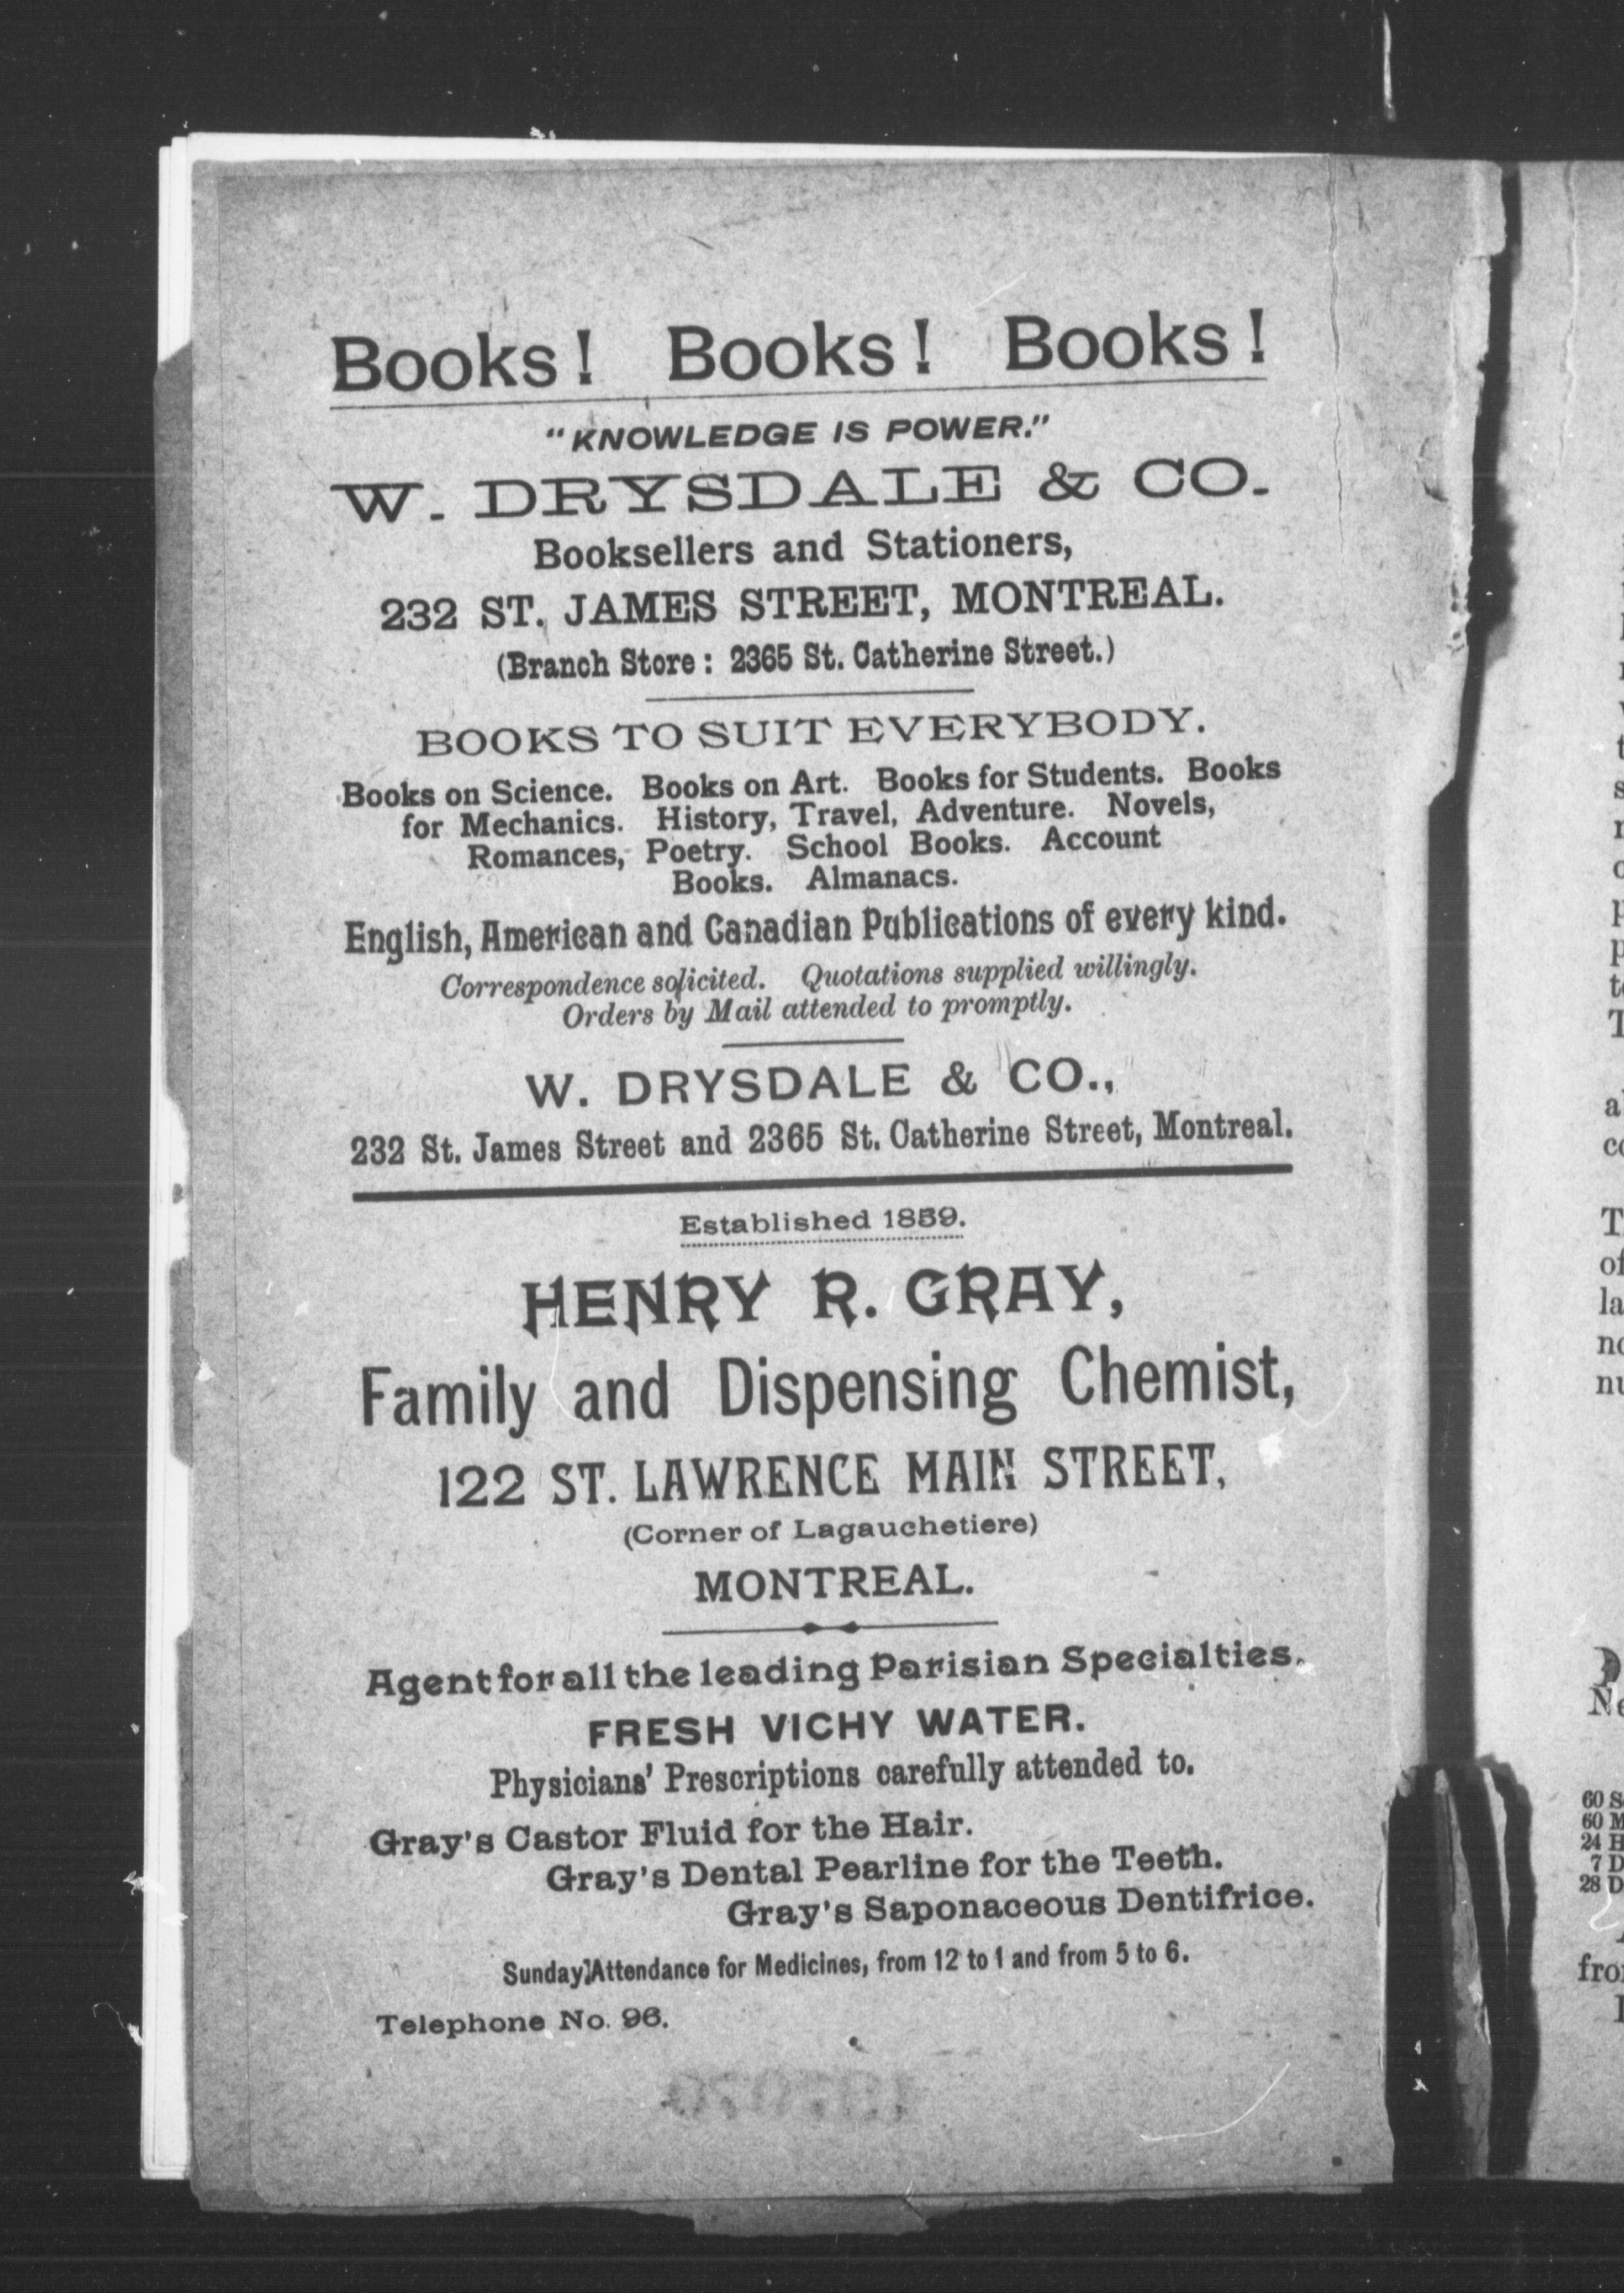 Books! Books! Books!
"KNOWLEDGE IS POWER."
W. DRYSDALE & CO.
Booksellers and Stationers,
232 ST. JAMES STREET, MONTREAL.
(Branch Store: 2365 St. Catherine Street.)
BOOKS TO SUIT EVERYBODY.
Books on Science. Books on Art. Books for Students. Books
for Mechanics. History, Travel, Adventure. Novels,
Romances, Poetry. School Books. Account
Books. Almanacs.
English, American and Canadian Publications of every kind.
Correspondence solicited. Quotations supplied willingly.
Orders by Mail attended to promptly.
W. DRYSDALE & CO.,
232 St. James Street and 2365 St. Catherine Street, Montreal.
Established 1859.
HENRY R. GRAY,
Family and Dispensing Chemist,
122 ST. LAWRENCE MAIN STREET,
(Corner of Lagauchetiere)
MONTREAL.
Agent for all the leading Parisian Specialties.
FRESH VICHY WATER.
Physicians' Prescriptions carefully attended to.
Gray's Castor Fluid for the Hair.
Gray's Dental Pearline for the Teeth.
Gray's Saponaceous Dentifrice.
Sunday Attendance for Medicines, from 12 to 1 and from 5 to 6.
Telephone No. 96.